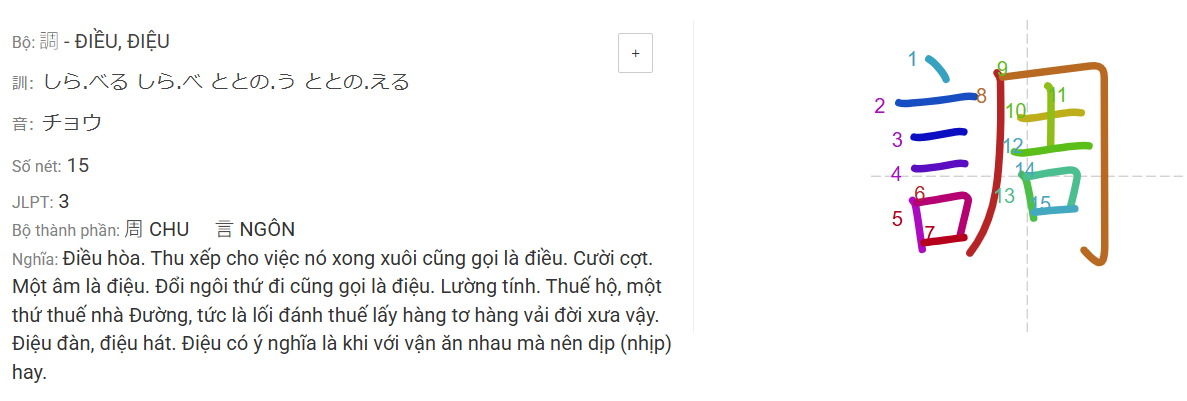 Bộ: 調 - ĐIỀU, ĐIỆU
+
訓: しら.べる しら.べ ととの.う ととの.える
音: チョウ
Số nét: 15
JLPT: 3
Bộ thành phần: 周 CHU 言 NGÔN
Nghĩa: Điều hòa. Thu xếp cho việc nó xong xuôi cũng gọi là điều. Cười cợt.
Một âm là điệu. Đổi ngôi thứ đi cũng gọi là điệu. Lường tính. Thuế hộ, một
thứ thuế nhà Đường, tức là lối đánh thuế lấy hàng tơ hàng vải đời xưa vậy.
Điệu đàn, điệu hát. Điệu có ý nghĩa là khi với vận ăn nhau mà nên dịp (nhịp)
hay.
調
1
2
3
4
5
6
7
8
9
10
11
12
13
14
15